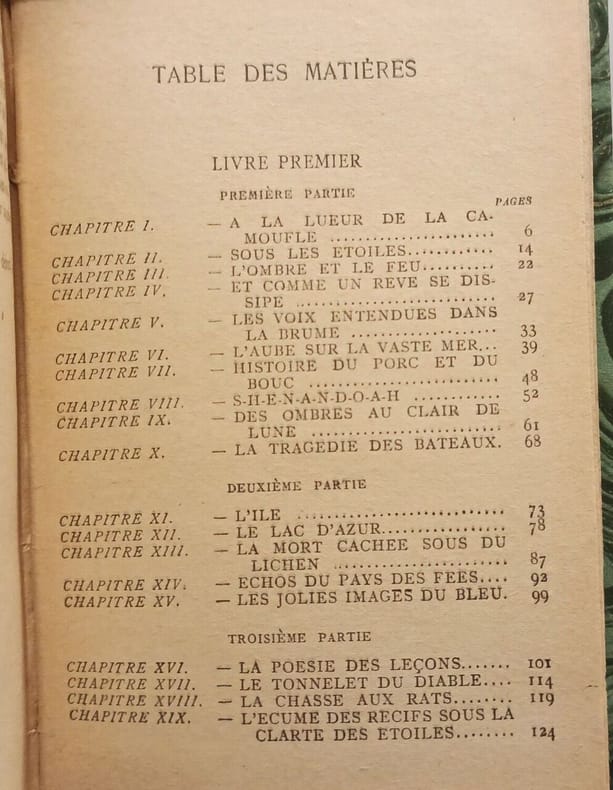 TABLE DES MATIÈRES
LIVRE PREMIER
PREMIÈRE PARTIE
PAGES
CHAPITRE I. — A LA LUEUR DE LA CA-
MOUFLE ....................... 6
CHAPITRE II. — SOUS LES ETOILES............ 14
CHAPITRE III. — L'OMBRE ET LE FEU.......... 22
CHAPITRE IV. — ET COMME UN REVE SE DIS-
SIPE ............................ 27
CHAPITRE V. — LES VOIX ENTENDUES DANS
LA BRUME .................... 33
CHAPITRE VI. — L'AUBE SUR LA VASTE MER... 39
CHAPITRE VII. — HISTOIRE DU PORC ET DU
BOUC .......................... 48
CHAPITRE VIII. — S-H-E-N-A-N-D-O-A-H ............ 52
CHAPITRE IX. — DES OMBRES AU CLAIR DE
LUNE .......................... 61
CHAPITRE X. — LA TRAGEDIE DES BATEAUX. 68
DEUXIÈME PARTIE
CHAPITRE XI. — L'ILE ............................. 73
CHAPITRE XII. — LE LAC D'AZUR................. 78
CHAPITRE XIII. — LA MORT CACHEE SOUS DU
LICHEN ........................ 87
CHAPITRE XIV. — ECHOS DU PAYS DES FEES.... 92
CHAPITRE XV. — LES JOLIES IMAGES DU BLEU. 99
TROISIÈME PARTIE
CHAPITRE XVI. — LA POESIE DES LEÇONS....... 101
CHAPITRE XVII. — LE TONNELET DU DIABLE.... 114
CHAPITRE XVIII. — LA CHASSE AUX RATS........ 119
CHAPITRE XIX. — L'ECUME DES RECIFS SOUS LA
CLARTE DES ETOILES........ 124